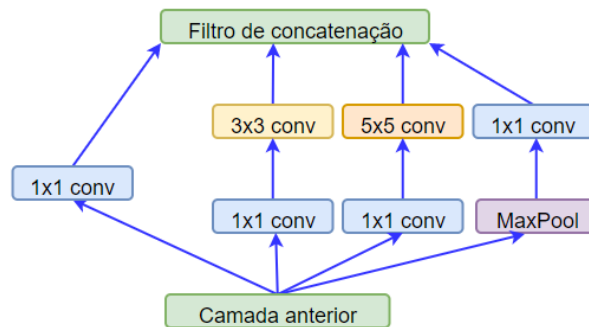 Filtro de concatenação
3x3 conv
5x5 conv
1x1 conv
1x1 conv
1x1 conv
1x1 conv
MaxPool
Camada anterior